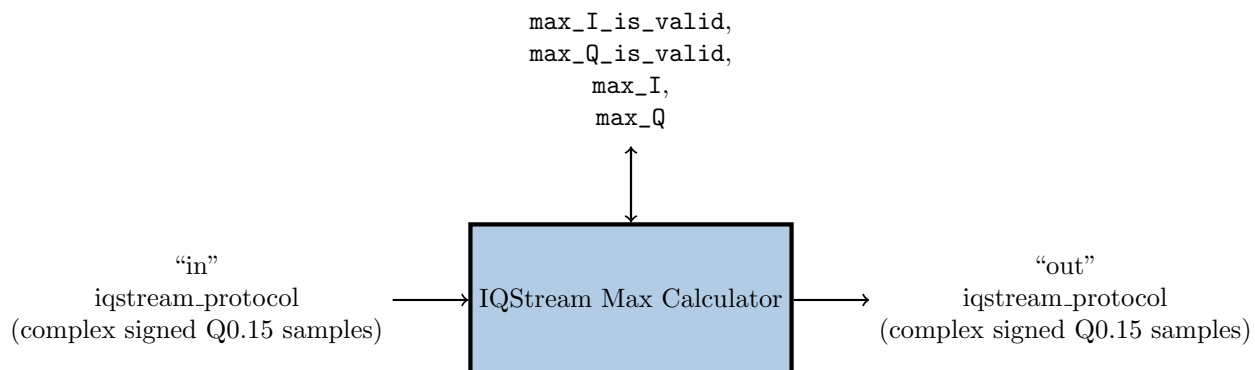 max_I_is_valid,
max_Q_is_valid,
max_I,
max_Q
“in”
iqstream_protocol
(complex signed Q0.15 samples)
IQStream Max Calculator
“out”
iqstream_protocol
(complex signed Q0.15 samples)